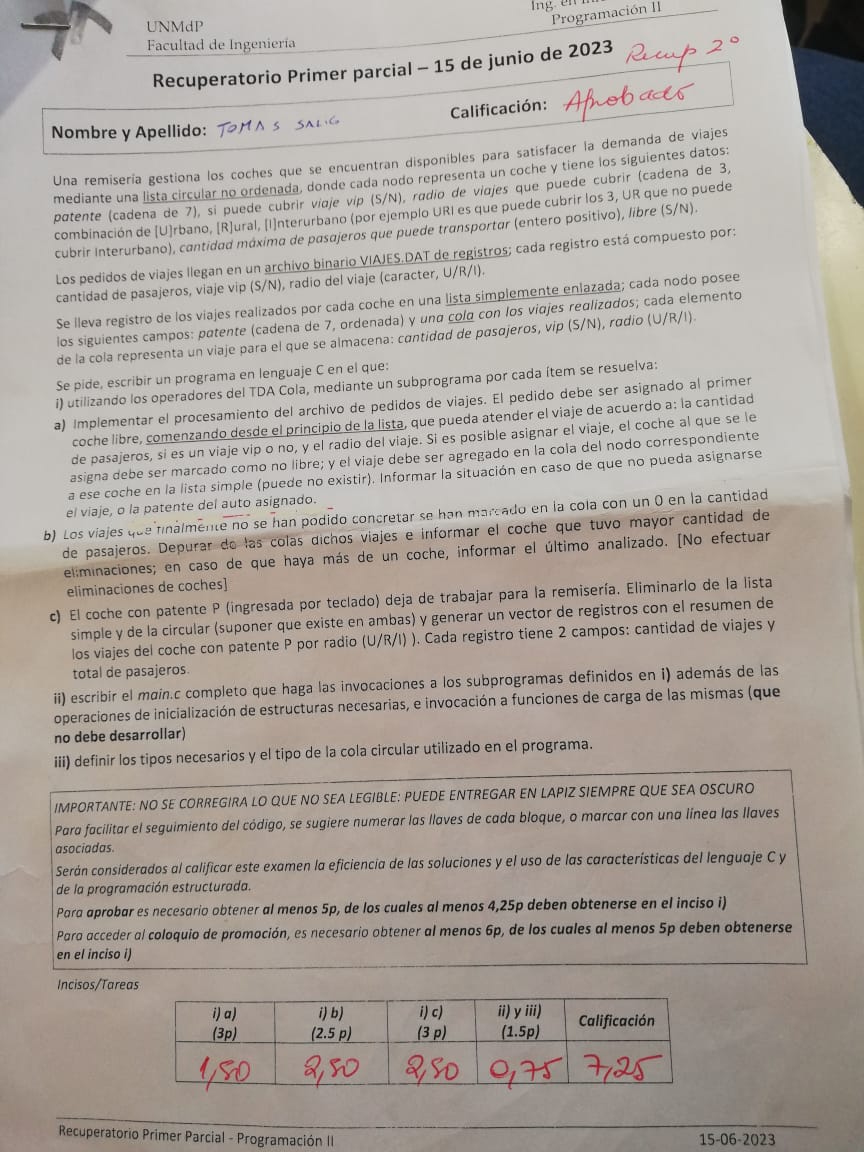 UNMdP
Facultad de Ingeniería
Ing. en
Programación II
Recuperatorio Primer parcial – 15 de junio de 2023 Recup 2°
Nombre y Apellido: TOMAS Calificación: Aprobado
Una remisería gestiona los coches que se encuentran disponibles para satisfacer la demanda de viajes
mediante una lista circular no ordenada, donde cada nodo representa un coche y tiene los siguientes datos:
patente (cadena de 7), si puede cubrir viaje vip (S/N), radio de viajes que puede cubrir (cadena de 3,
combinación de [U]rbano, [R]ural, [I]nterurbano (por ejemplo URI es que puede cubrir los 3, UR que no puede
cubrir Interurbano), cantidad máxima de pasajeros que puede transportar (entero positivo), libre (S/N).
Los pedidos de viajes llegan en un archivo binario VIAJES.DAT de registros; cada registro está compuesto por:
cantidad de pasajeros, viaje vip (S/N), radio del viaje (caracter, U/R/I).
Se lleva registro de los viajes realizados por cada coche en una lista simplemente enlazada; cada nodo posee
los siguientes campos: patente (cadena de 7, ordenada) y una cola con los viajes realizados; cada elemento
de la cola representa un viaje para el que se almacena: cantidad de pasajeros, vip (S/N), radio (U/R/I).
Se pide, escribir un programa en lenguaje C en el que:
i) utilizando los operadores del TDA Cola, mediante un subprograma por cada ítem se resuelva:
a) Implementar el procesamiento del archivo de pedidos de viajes. El pedido debe ser asignado al primer
coche libre, comenzando desde el principio de la lista, que pueda atender el viaje de acuerdo a: la cantidad
de pasajeros, si es un viaje vip o no, y el radio del viaje. Si es posible asignar el viaje, el coche al que se le
asigna debe ser marcado como no libre; y el viaje debe ser agregado en la cola del nodo correspondiente
a ese coche en la lista simple (puede no existir). Informar la situación en caso de que no pueda asignarse
el viaje, o la patente del auto asignado.
b) Los viajes que finalmente no se han podido concretar se han marcado en la cola con un 0 en la cantidad
de pasajeros. Depurar de las colas dichos viajes e informar el coche que tuvo mayor cantidad de
eliminaciones; en caso de que haya más de un coche, informar el último analizado. [No efectuar
eliminaciones de coches]
c) El coche con patente P (ingresada por teclado) deja de trabajar para la remisería. Eliminarlo de la lista
simple y de la circular (suponer que existe en ambas) y generar un vector de registros con el resumen de
los viajes del coche con patente P por radio (U/R/I) ). Cada registro tiene 2 campos: cantidad de viajes y
total de pasajeros.
ii) escribir el main.c completo que haga las invocaciones a los subprogramas definidos en i) además de las
operaciones de inicialización de estructuras necesarias, e invocación a funciones de carga de las mismas (que
no debe desarrollar)
iii) definir los tipos necesarios y el tipo de la cola circular utilizado en el programa.
IMPORTANTE: NO SE CORREGIRA LO QUE NO SEA LEGIBLE: PUEDE ENTREGAR EN LAPIZ SIEMPRE QUE SEA OSCURO
Para facilitar el seguimiento del código, se sugiere numerar las llaves de cada bloque, o marcar con una línea las llaves
asociadas.
Serán considerados al calificar este examen la eficiencia de las soluciones y el uso de las características del lenguaje C y
de la programación estructurada.
Para aprobar es necesario obtener al menos 5p, de los cuales al menos 4,25p deben obtenerse en el inciso i)
Para acceder al coloquio de promoción, es necesario obtener al menos 6p, de los cuales al menos 5p deben obtenerse
en el inciso i)
Incisos/Tareas
i) a) i) b) i) c) ii) y iii) Calificación
(3p) (2.5 p) (3 p) (1.5p)
1,50 2,50 2,50 0,75 7,25
Recuperatorio Primer Parcial - Programación II 15-06-2023